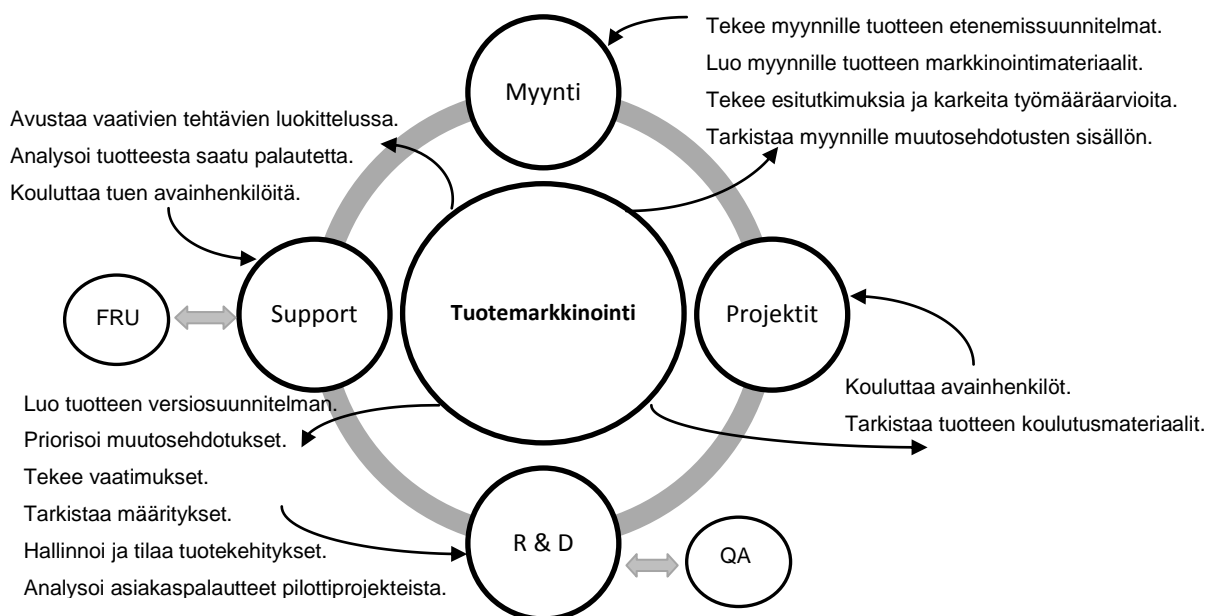 Tekee myynnille tuotteen etenemissuunnitelmat.
Luo myynnille tuotteen markkinointimateriaalit.
Tekee esitutkimuksia ja karkeita työmääräarvioita.
Tarkistaa myynnille muutosehdotusten sisällön.
Myynti
Avustaa vaativien tehtävien luokittelussa.
Analysoi tuotteesta saatu palautetta.
Kouluttaa tuen avainhenkilöitä.
FRU
Support
Tuotemarkkinointi
Projektit
Kouluttaa avainhenkilöt.
Tarkistaa tuotteen koulutusmateriaalit.
Luo tuotteen versiosuunnitelman.
Priorisoi muutosehdotukset.
Tekee vaatimukset.
Tarkistaa määritykset.
Hallinnoi ja tilaa tuotekehitykset.
Analysoi asiakaspalautteet pilottiprojekteista.
R & D
QA